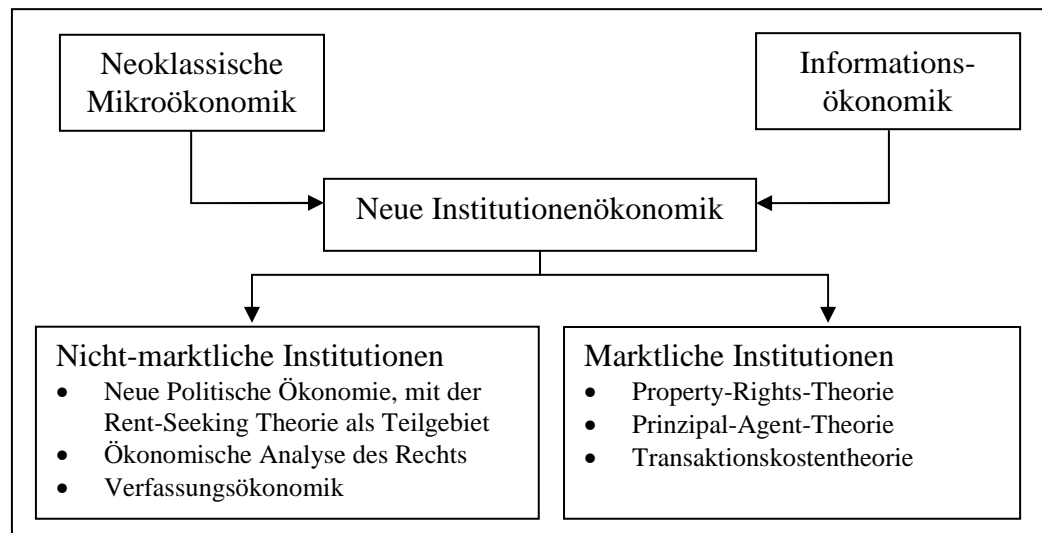 Neoklassische
Mikroökonomik
Informations-
ökonomik
Neue Institutionenökonomik
Nicht-marktliche Institutionen
• Neue Politische Ökonomie, mit der
Rent-Seeking Theorie als Teilgebiet
• Ökonomische Analyse des Rechts
• Verfassungsökonomik
Marktliche Institutionen
• Property-Rights-Theorie
• Prinzipal-Agent-Theorie
• Transaktionskostentheorie